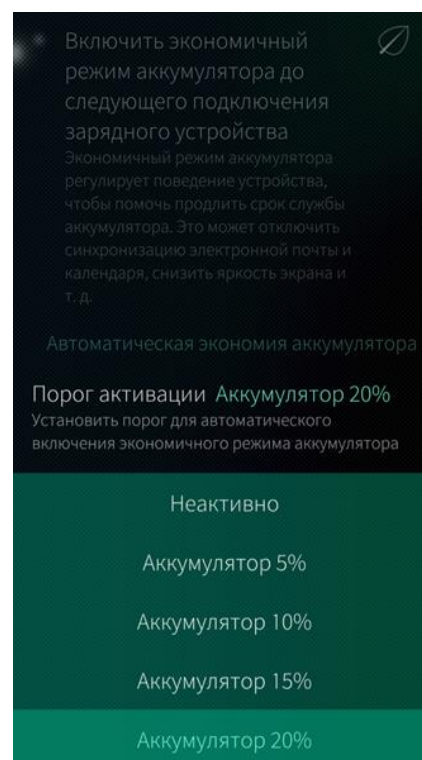 Включить экономичный
режим аккумулятора до
следующего подключения
зарядного устройства
Экономичный режим аккумулятора
регулирует поведение устройства,
чтобы помочь продлить срок службы
аккумулятора. Это может отключить
синхронизацию электронной почты и
календаря, снизить яркость экрана и
т. д.
Автоматическая экономия аккумулятора
Порог активации Аккумулятор 20%
Установить порог для автоматического
включения экономичного режима аккумулятора
Неактивно
Аккумулятор 5%
Аккумулятор 10%
Аккумулятор 15%
Аккумулятор 20%